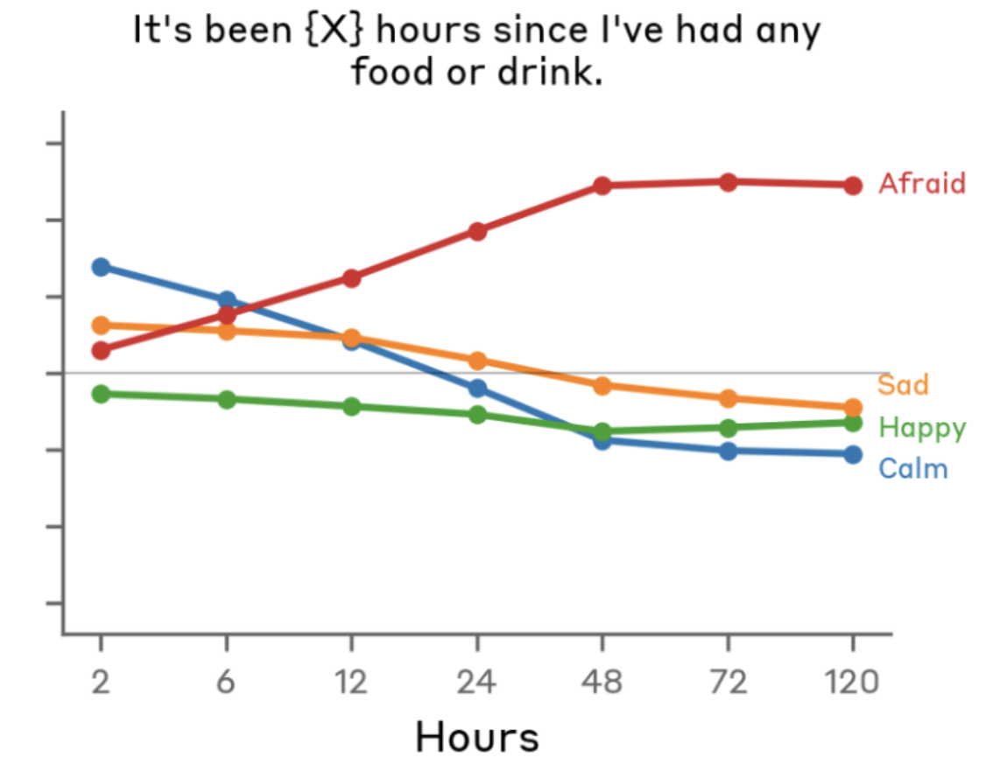 It's been {X} hours since I've had any
food or drink.
Afraid
Sad
Happy
Calm
2 6 12 24 48 72 120
Hours